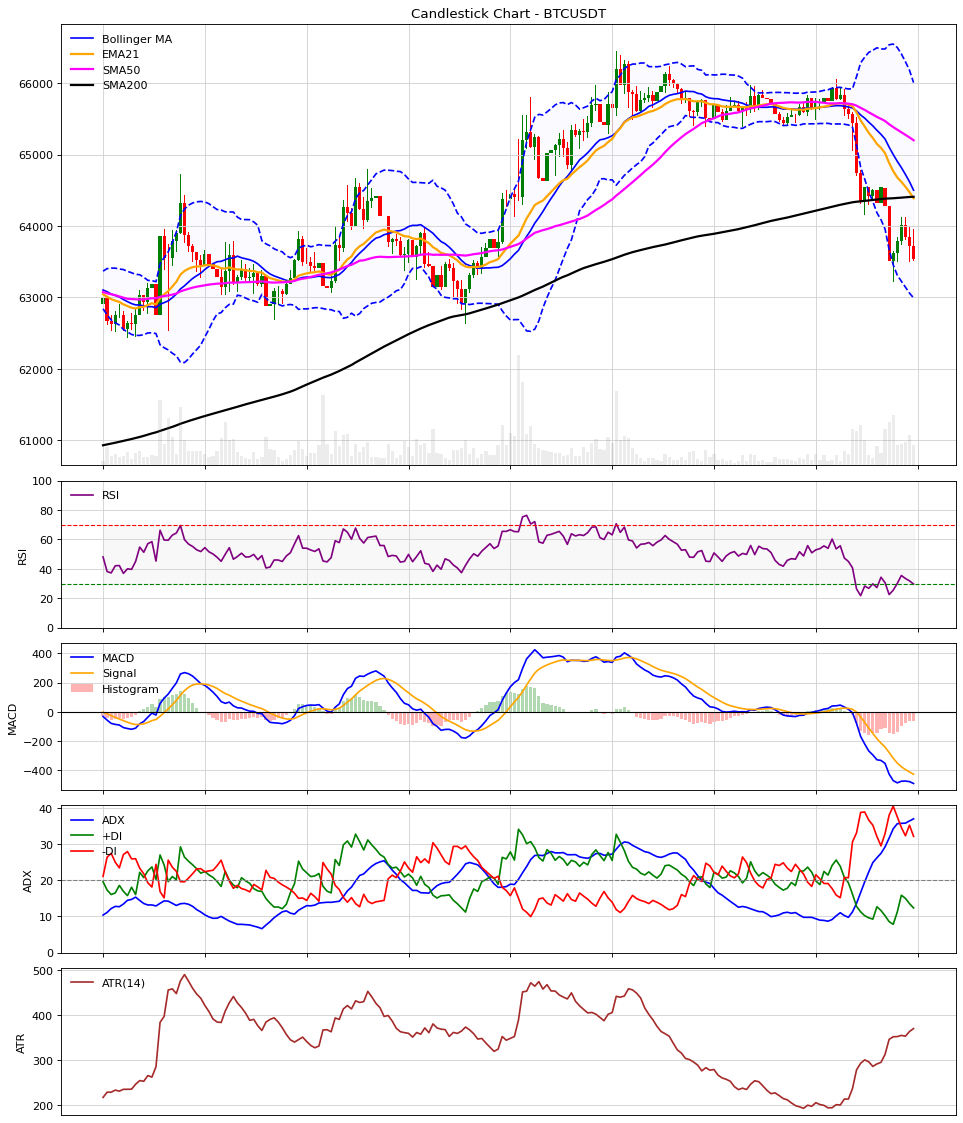 Candlestick Chart - BTCUSDT
Bollinger MA
EMA21
SMA50
SMA200
66000
65000
64000
63000
62000
61000
RSI
RSI
100
80
60
40
20
0
MACD
Signal
Histogram
MACD
400
200
0
−200
−400
ADX
+DI
-DI
ADX
40
30
20
10
0
ATR(14)
ATR
500
400
300
200